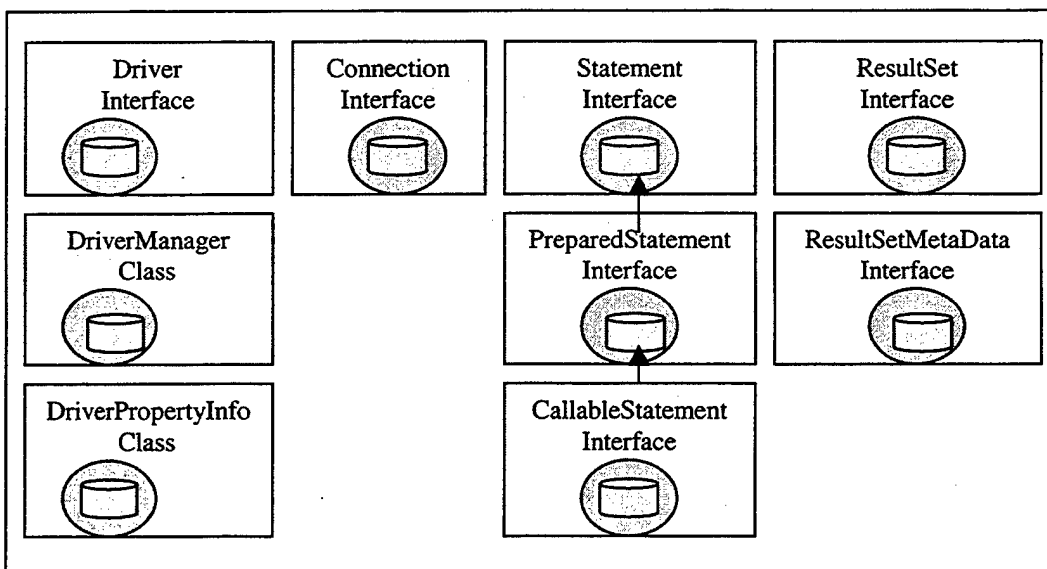 Driver
Interface
Connection
Interface
Statement
Interface
ResultSet
Interface
DriverManager
Class
PreparedStatement
Interface
ResultSetMetaData
Interface
DriverPropertyInfo
Class
CallableStatement
Interface